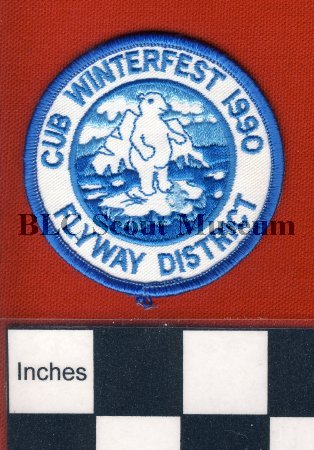 CUB WINTERFEST 1990
BLC Scout Museum
FLYWAY DISTRICT
Inches